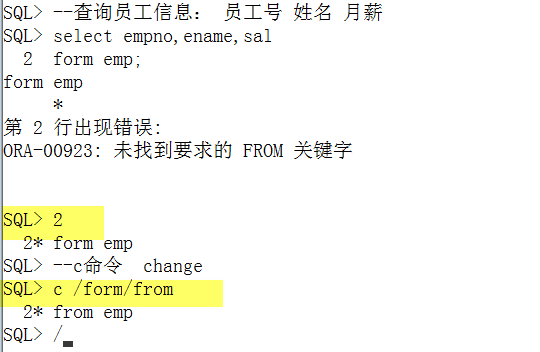 SQL> --查询员工信息： 员工号 姓名 月薪
SQL> select empno,ename,sal
2 form emp;
form emp
*
第 2 行出现错误:
ORA-00923: 未找到要求的 FROM 关键字
SQL> 2
2* form emp
SQL> --c命令 change
SQL> c /form/from
2* from emp
SQL> /